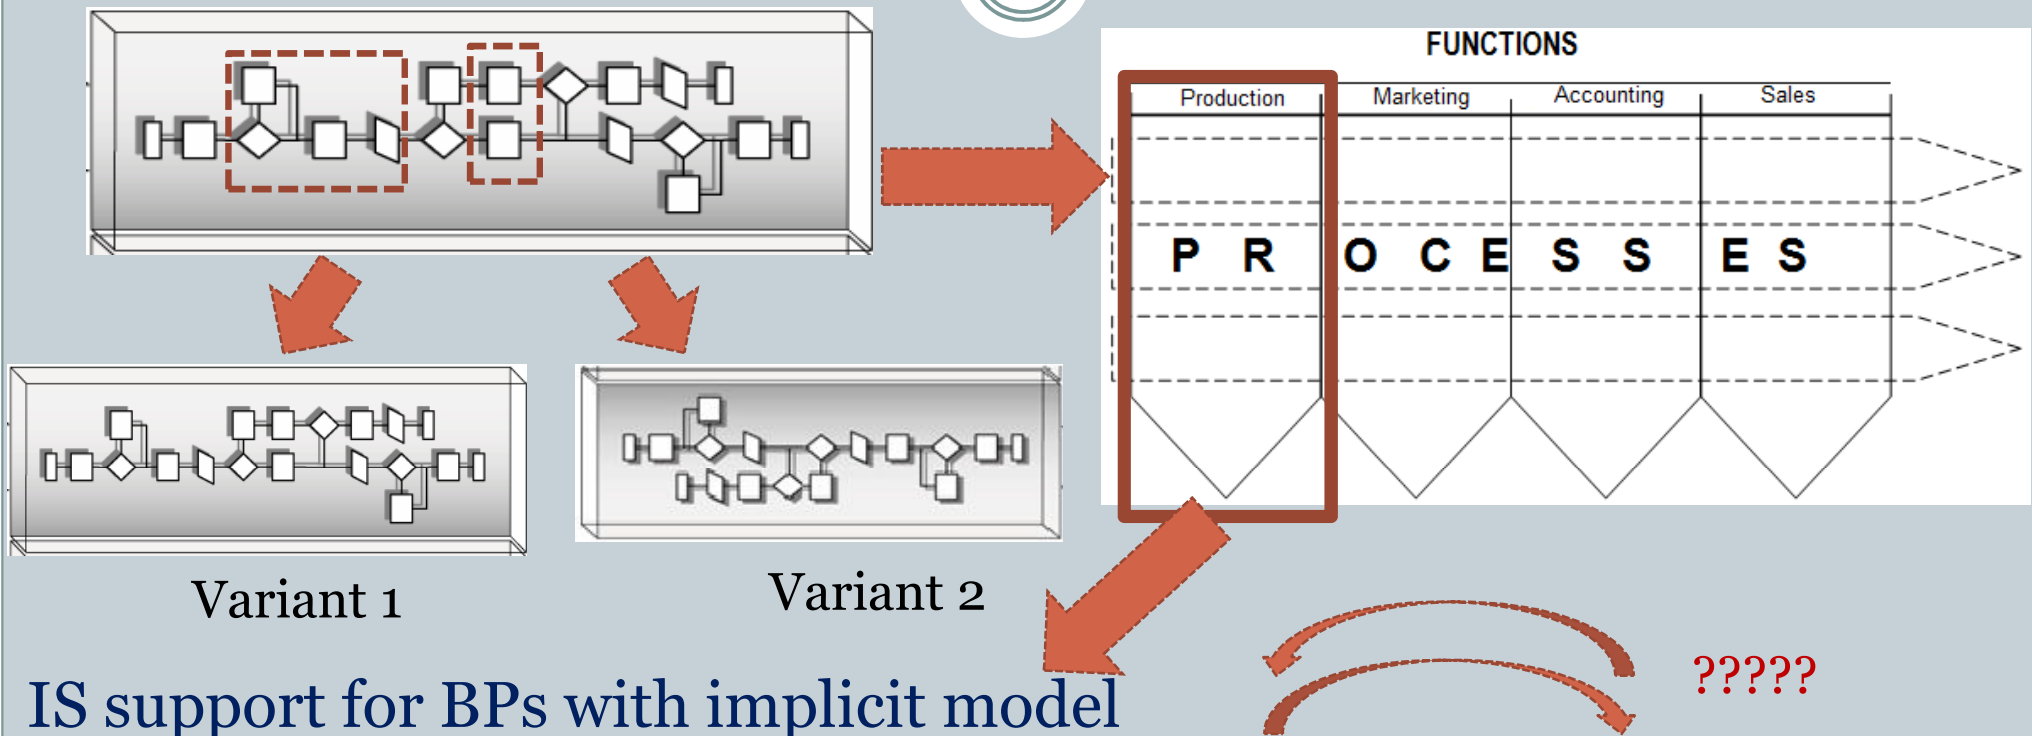 FUNCTIONS
Production Marketing Accounting Sales
P R O C E S S E S
Variant 1
Variant 2
IS support for BPs with implicit model
?????